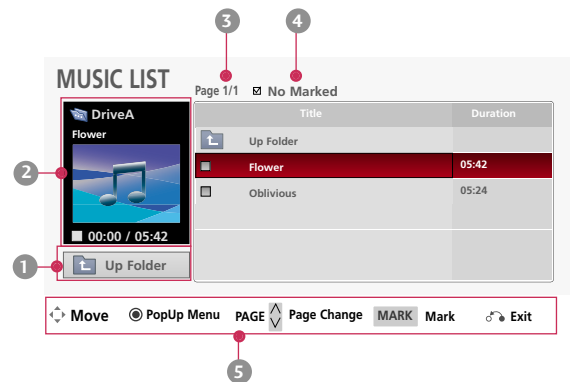 3 4
MUSIC LIST
Page 1/1 No Marked
DriveA
Flower
00:00 / 05:42
Up Folder
Title Duration
Up Folder
Flower 05:42
Oblivious 05:24
2
1
Move PopUp Menu PAGE Page Change MARK Mark Exit
5